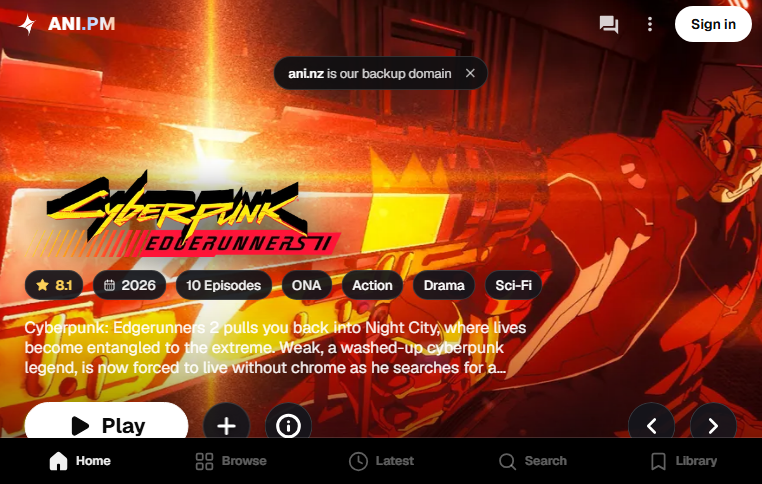 ANI.PM
Sign in
ani.nz is our backup domain
Cyberpunk
EDGERUNNERS II
8.1
2026
10 Episodes
ONA
Action
Drama
Sci-Fi
Cyberpunk: Edgerunners 2 pulls you back into Night City, where lives
become entangled to the extreme. Weak, a washed-up cyberpunk
legend, is now forced to live without chrome as he searches for a...
Play
Home
Browse
Latest
Search
Library